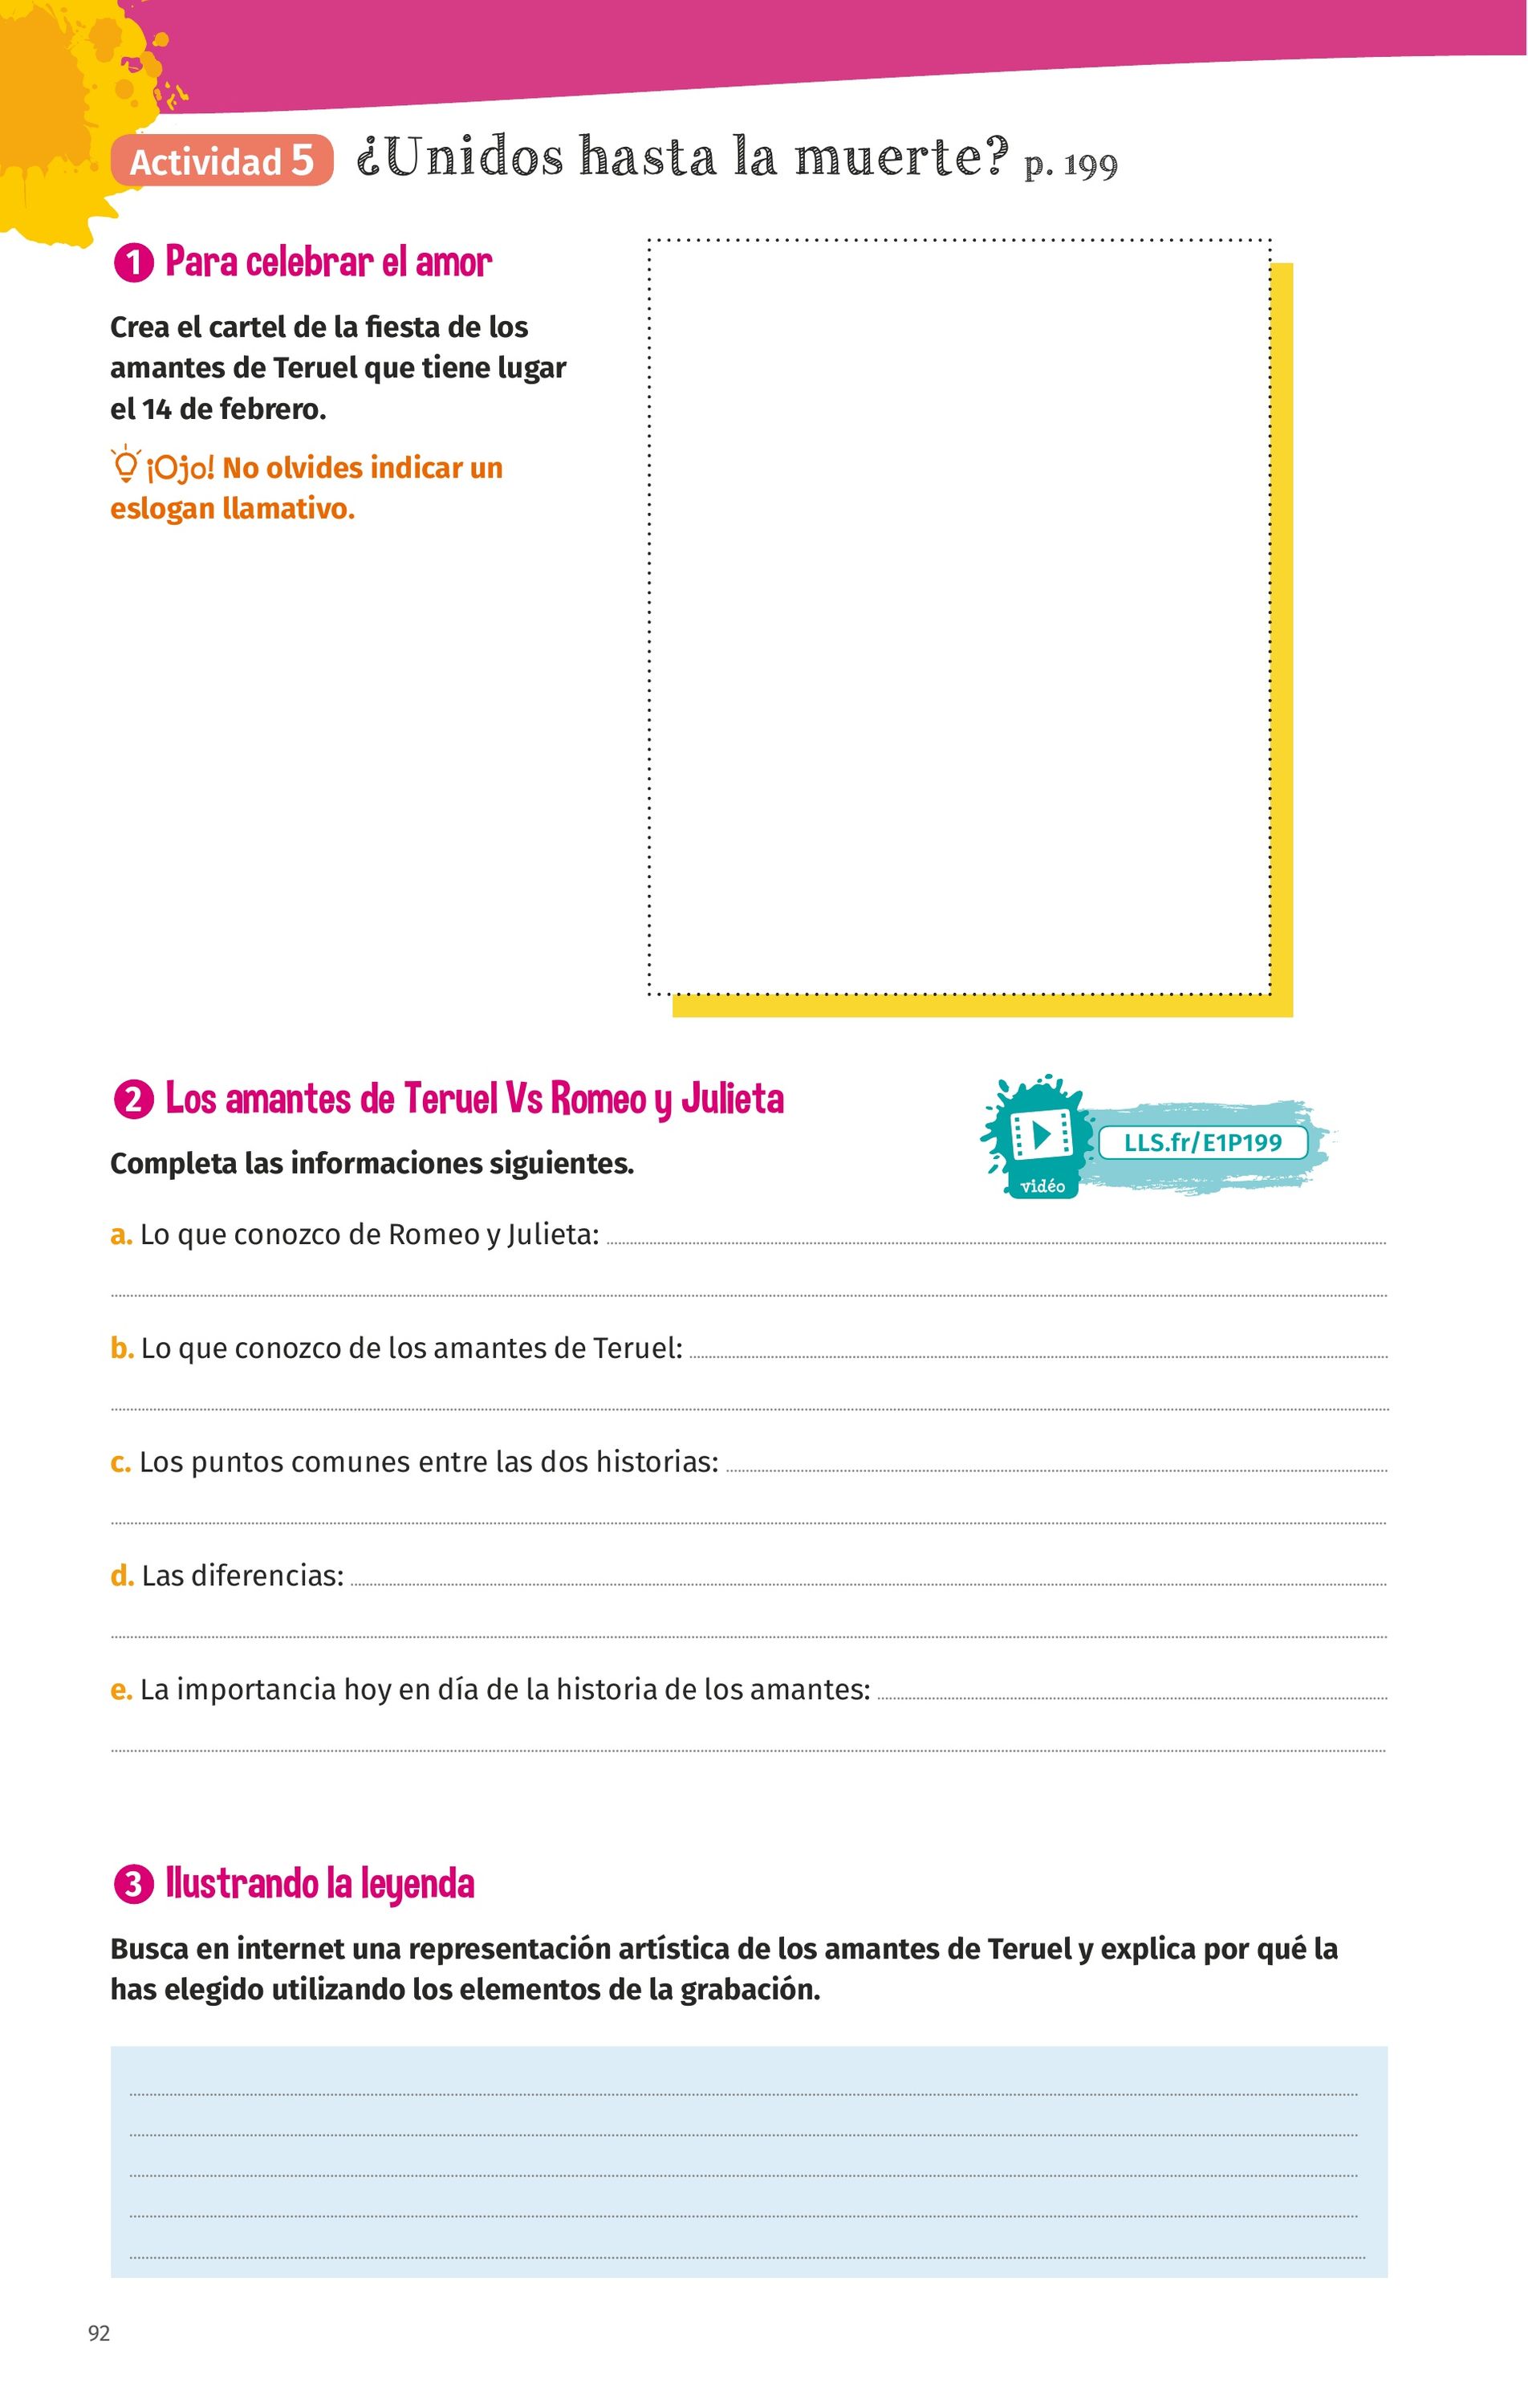 Actividad 5 ¿Unidos hasta la muerte? p. 199
1 Para celebrar el amor
Crea el cartel de la fiesta de los
amantes de Teruel que tiene lugar
el 14 de febrero.
¡Ojo! No olvides indicar un
eslogan llamativo.
2 Los amantes de Teruel Vs Romeo y Julieta
vidéo
LLS.fr/E1P199
Completa las informaciones siguientes.
a. Lo que conozco de Romeo y Julieta:
b. Lo que conozco de los amantes de Teruel:
c. Los puntos comunes entre las dos historias:
d. Las diferencias:
e. La importancia hoy en día de la historia de los amantes:
3 Ilustrando la leyenda
Busca en internet una representación artística de los amantes de Teruel y explica por qué la
has elegido utilizando los elementos de la grabación.
92